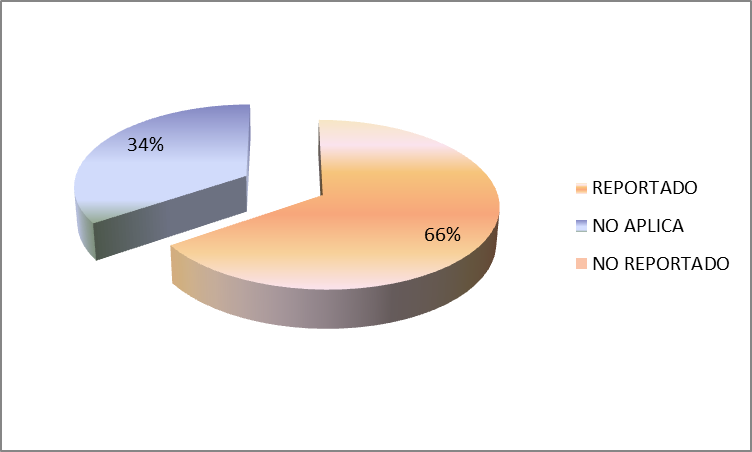 34%
66%
REPORTADO
NO APLICA
NO REPORTADO